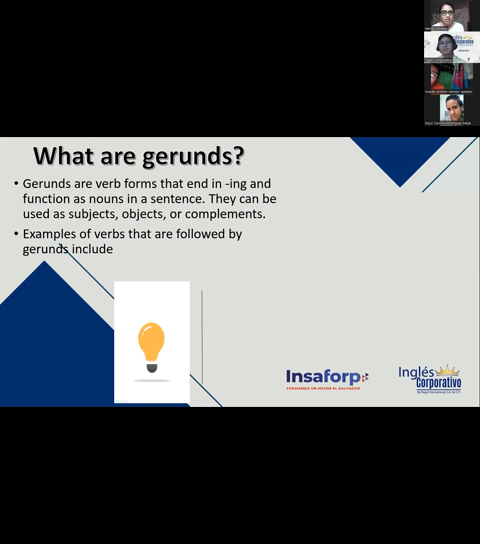 What are gerunds?
• Gerunds are verb forms that end in -ing and
function as nouns in a sentence. They can be
used as subjects, objects, or complements.
• Examples of verbs that are followed by
gerunds include
Insaforp
FORMANDO UN MEJOR EL SALVADOR
Inglés
Corporativo